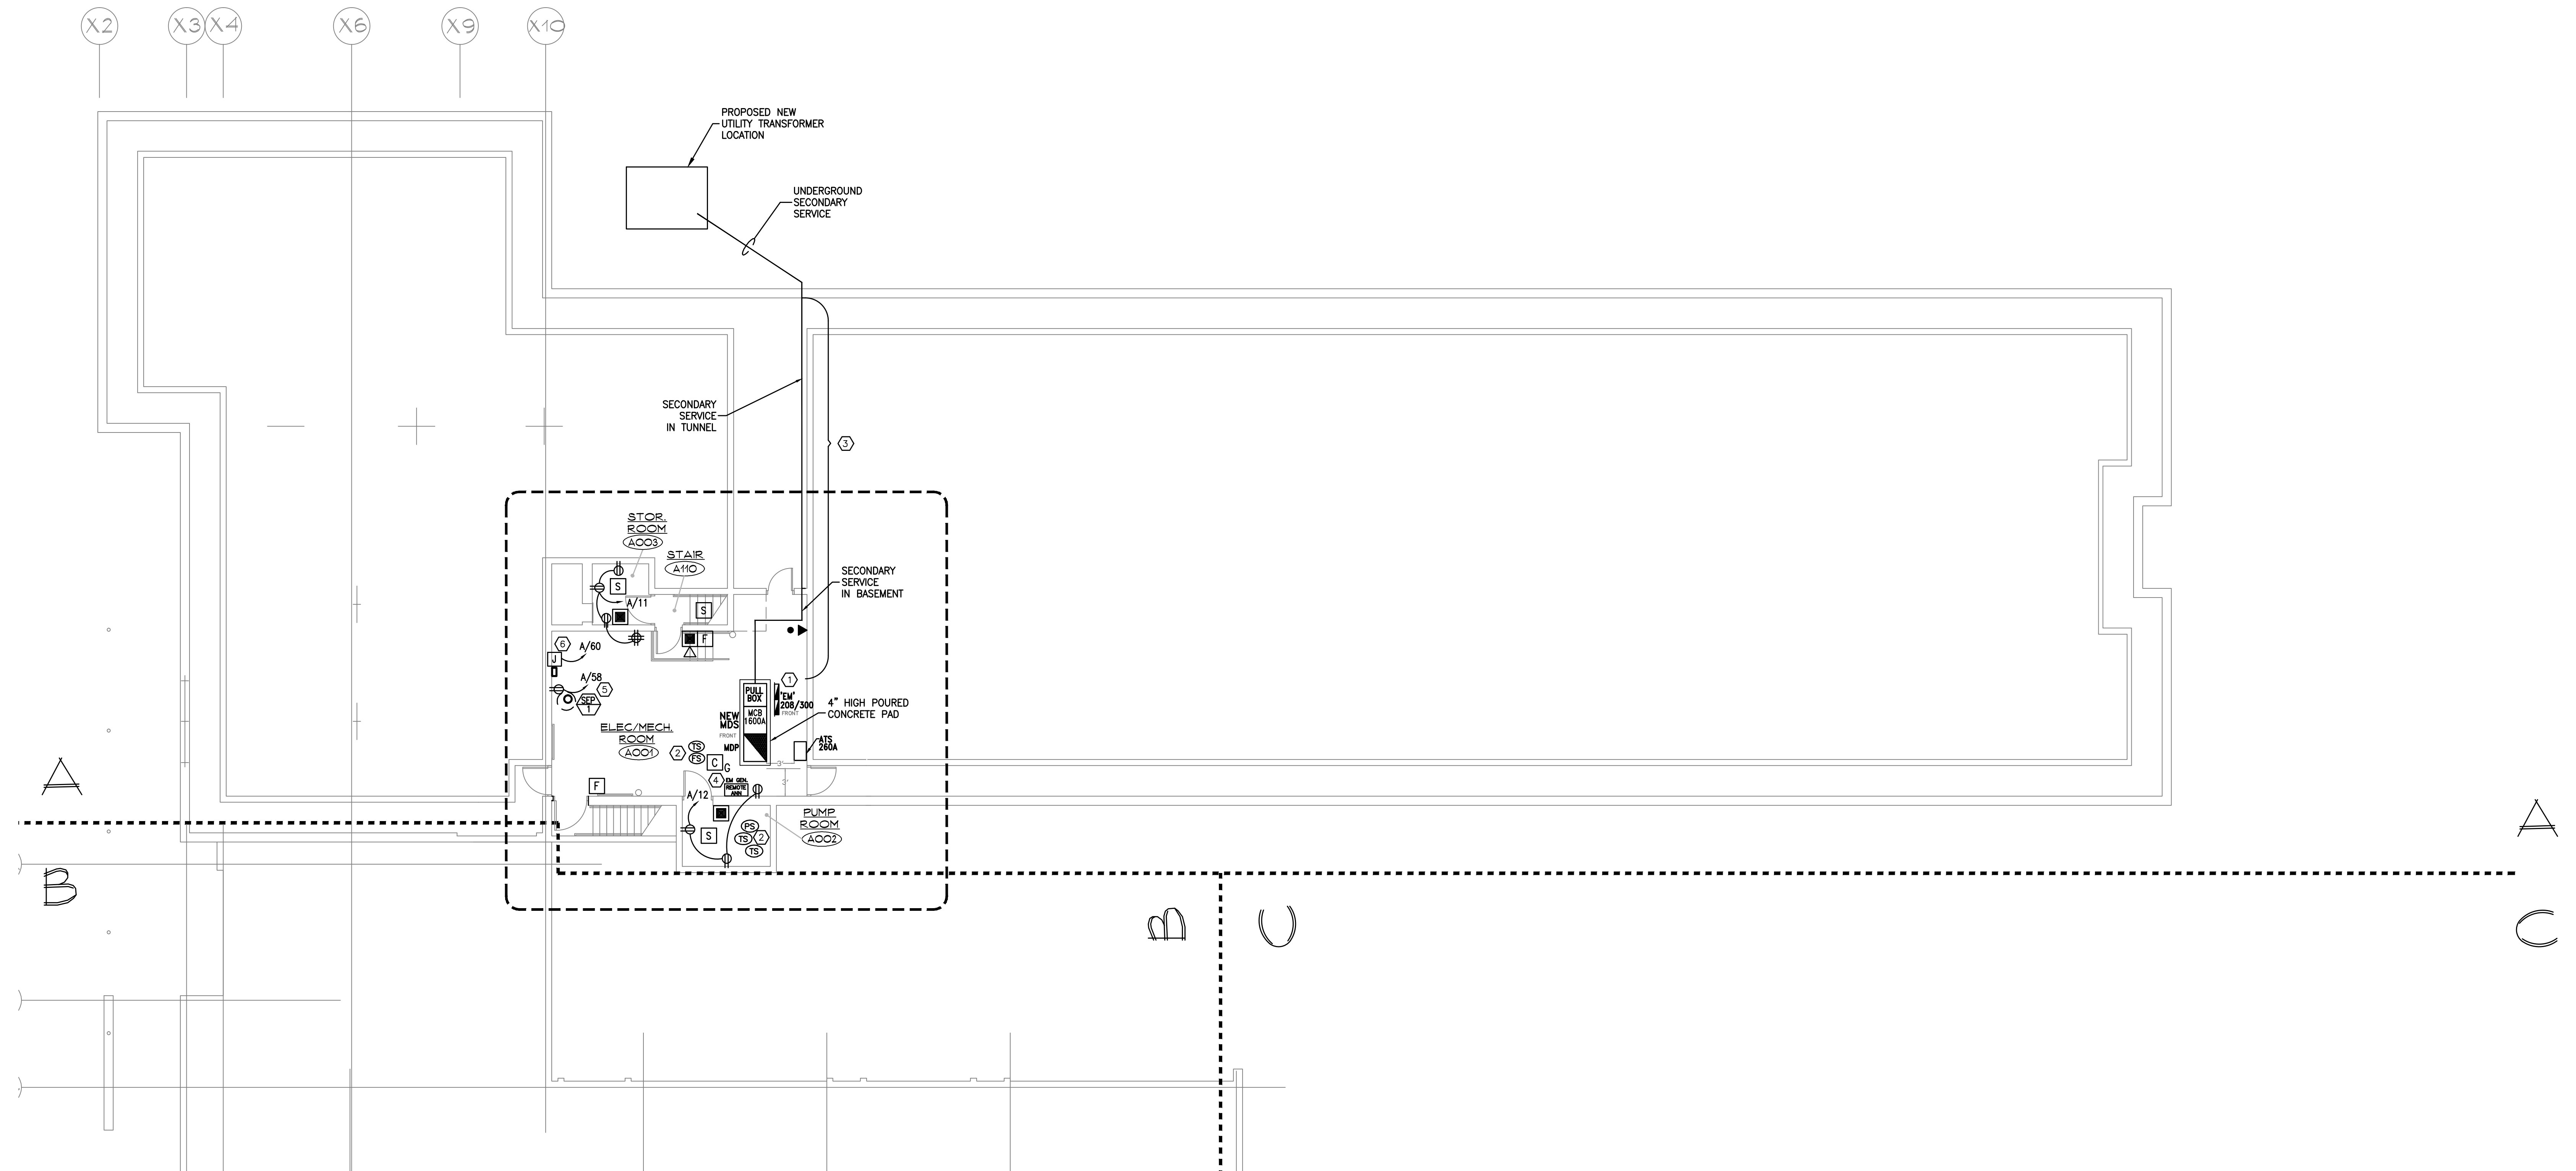 X2
X3
X4
X6
X9
X10
PROPOSED NEW
UTILITY TRANSFORMER
LOCATION
UNDERGROUND
SECONDARY
SERVICE
SECONDARY
SERVICE
IN TUNNEL
3
STOR.
ROOM
A003
STAIR
A110
SECONDARY
SERVICE
IN BASEMENT
S
A/11
S
F
6
A/60
J
A/58
5
SEP
1
1
PULL
BOX
"EM"
208/300
FRONT
4" HIGH POURED
CONCRETE PAD
NEW
MDS
MCB
1600A
FRONT
MDP
ELEC/MECH.
ROOM
A001
2
TS
FS
C
G
ATS
260A
3'
3'
4
EM GEN.
REMOTE
ANN
F
A/12
S
PS
TS
2
TS
PUMP
ROOM
A002
A
A
B
B
C
C